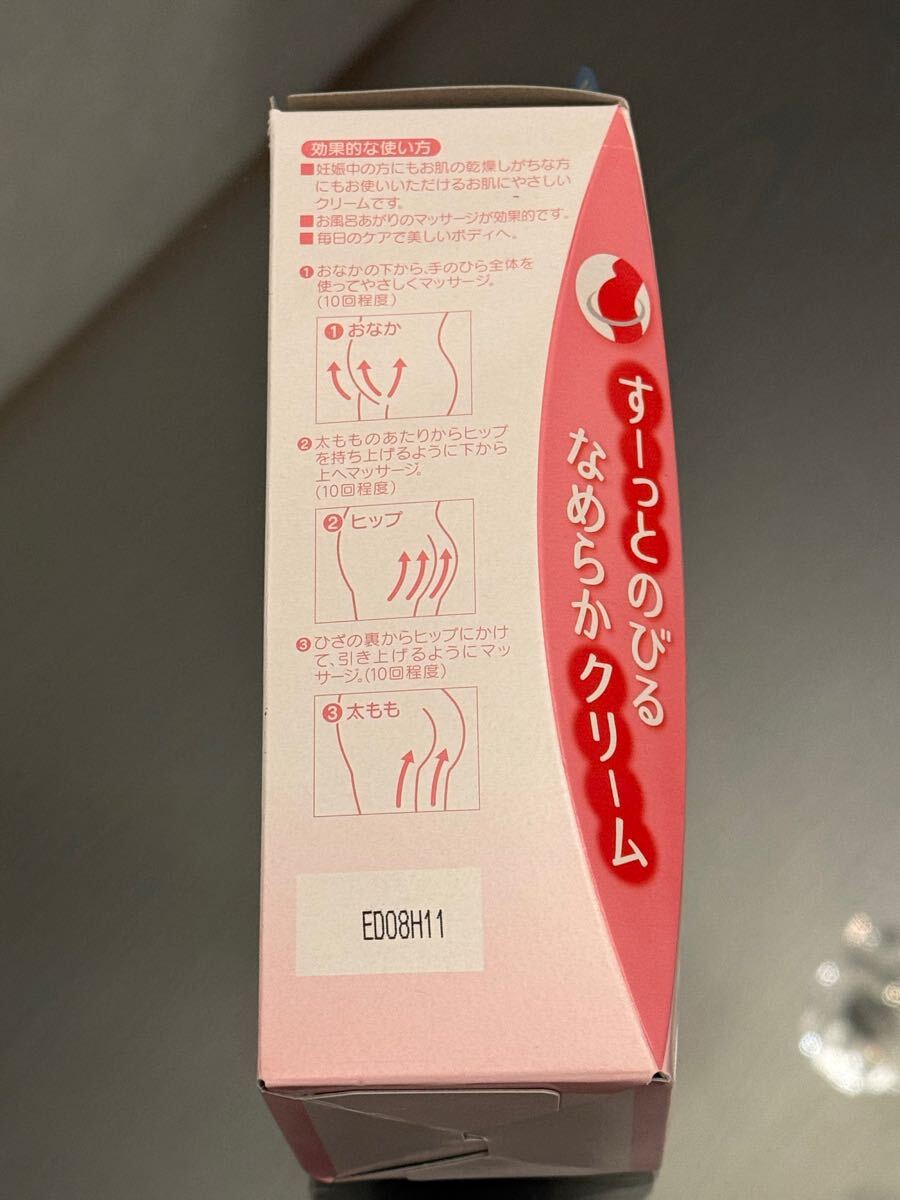 効果的な使い方
■妊娠中の方にもお肌の乾燥しがちな方
にもお使いいただけるお肌にやさしい
クリームです。
■お風呂あがりのマッサージが効果的です。
■毎日のケアで美しいボディへ。
❶おなかの下から、手のひら全体を
使ってやさしくマッサージ。
(10回程度)
❶おなか
❷太もものあたりからヒップ
を持ち上げるように下から
上へマッサージ。
(10回程度)
❷ヒップ
❸ひざの裏からヒップにかけ
て、引き上げるようにマッ
サージ。(10回程度)
❸太もも
ED08H11
すーっとのびる
なめらかクリーム